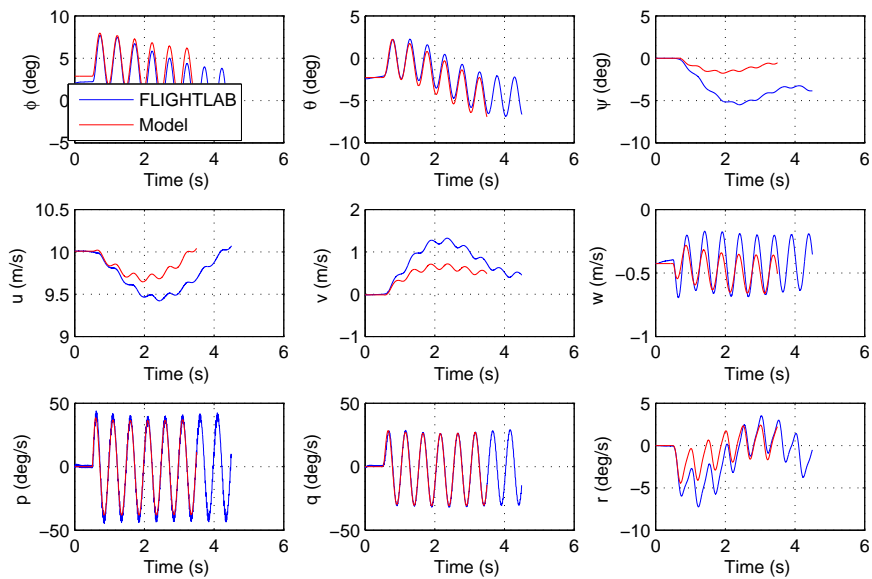 10
5
0
−5
0 2 4 6
ϕ (deg)
Time (s)
FLIGHTLAB
Model
5
0
−5
−10
0 2 4 6
θ (deg)
Time (s)
5
0
−5
−10
0 2 4 6
ψ (deg)
Time (s)
10.5
10
9.5
9
0 2 4 6
u (m/s)
Time (s)
2
1
0
−1
0 2 4 6
v (m/s)
Time (s)
0
−0.5
−1
0 2 4 6
w (m/s)
Time (s)
50
0
−50
0 2 4 6
p (deg/s)
Time (s)
50
0
−50
0 2 4 6
q (deg/s)
Time (s)
5
0
−5
−10
0 2 4 6
r (deg/s)
Time (s)